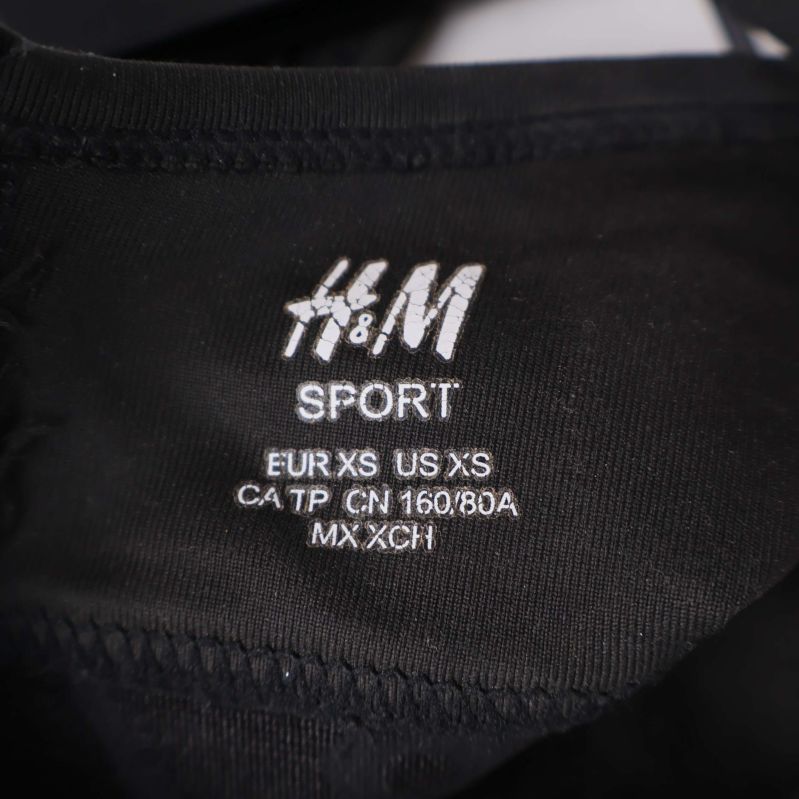 H&M
SPORT
EUR XS US XS
CA TP CN 160/80A
MX XCH